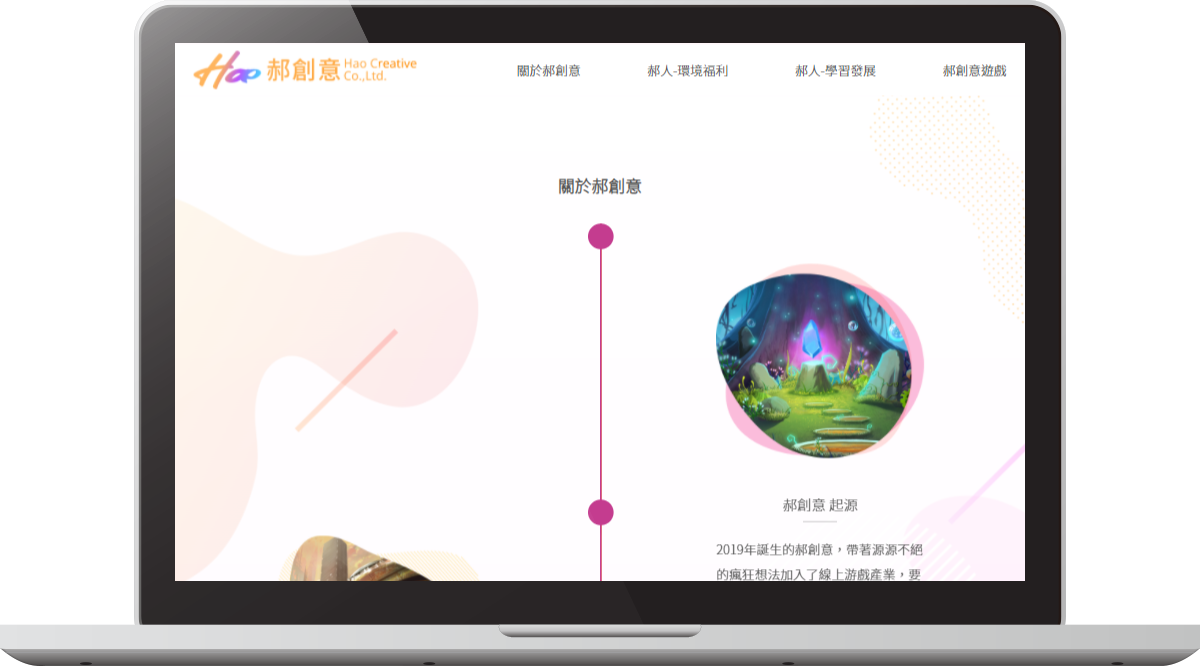 Hao 郝創意 Hao Creative
Co.,Ltd.
關於郝創意 郝人-環境福利 郝人-學習發展 郝創意遊戲
關於郝創意
郝創意 起源
2019年誕生的郝創意，帶著源源不絕
的瘋狂想法加入了線上游戲產業，要